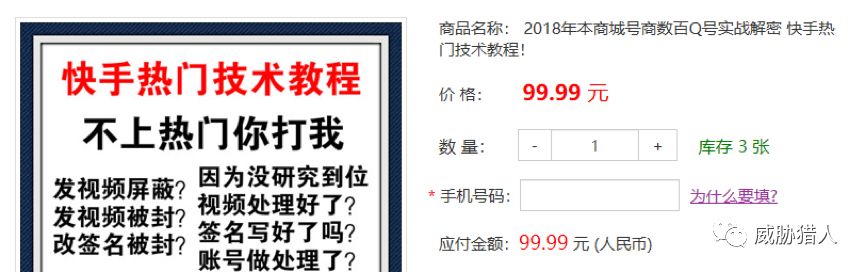 快手热门技术教程
不上热门你打我
发视频屏蔽?
发视频被封?
改签名被封?
因为没研究到位
视频处理好了?
签名写好了吗?
账号做处理了?
商品名称: 2018年本商城号商数百Q号实战解密 快手热
门技术教程!
价 格: 99.99 元
数 量: - 1 + 库存 3 张
* 手机号码: 为什么要填?
应付金额: 99.99 元 (人民币)
威胁猎人